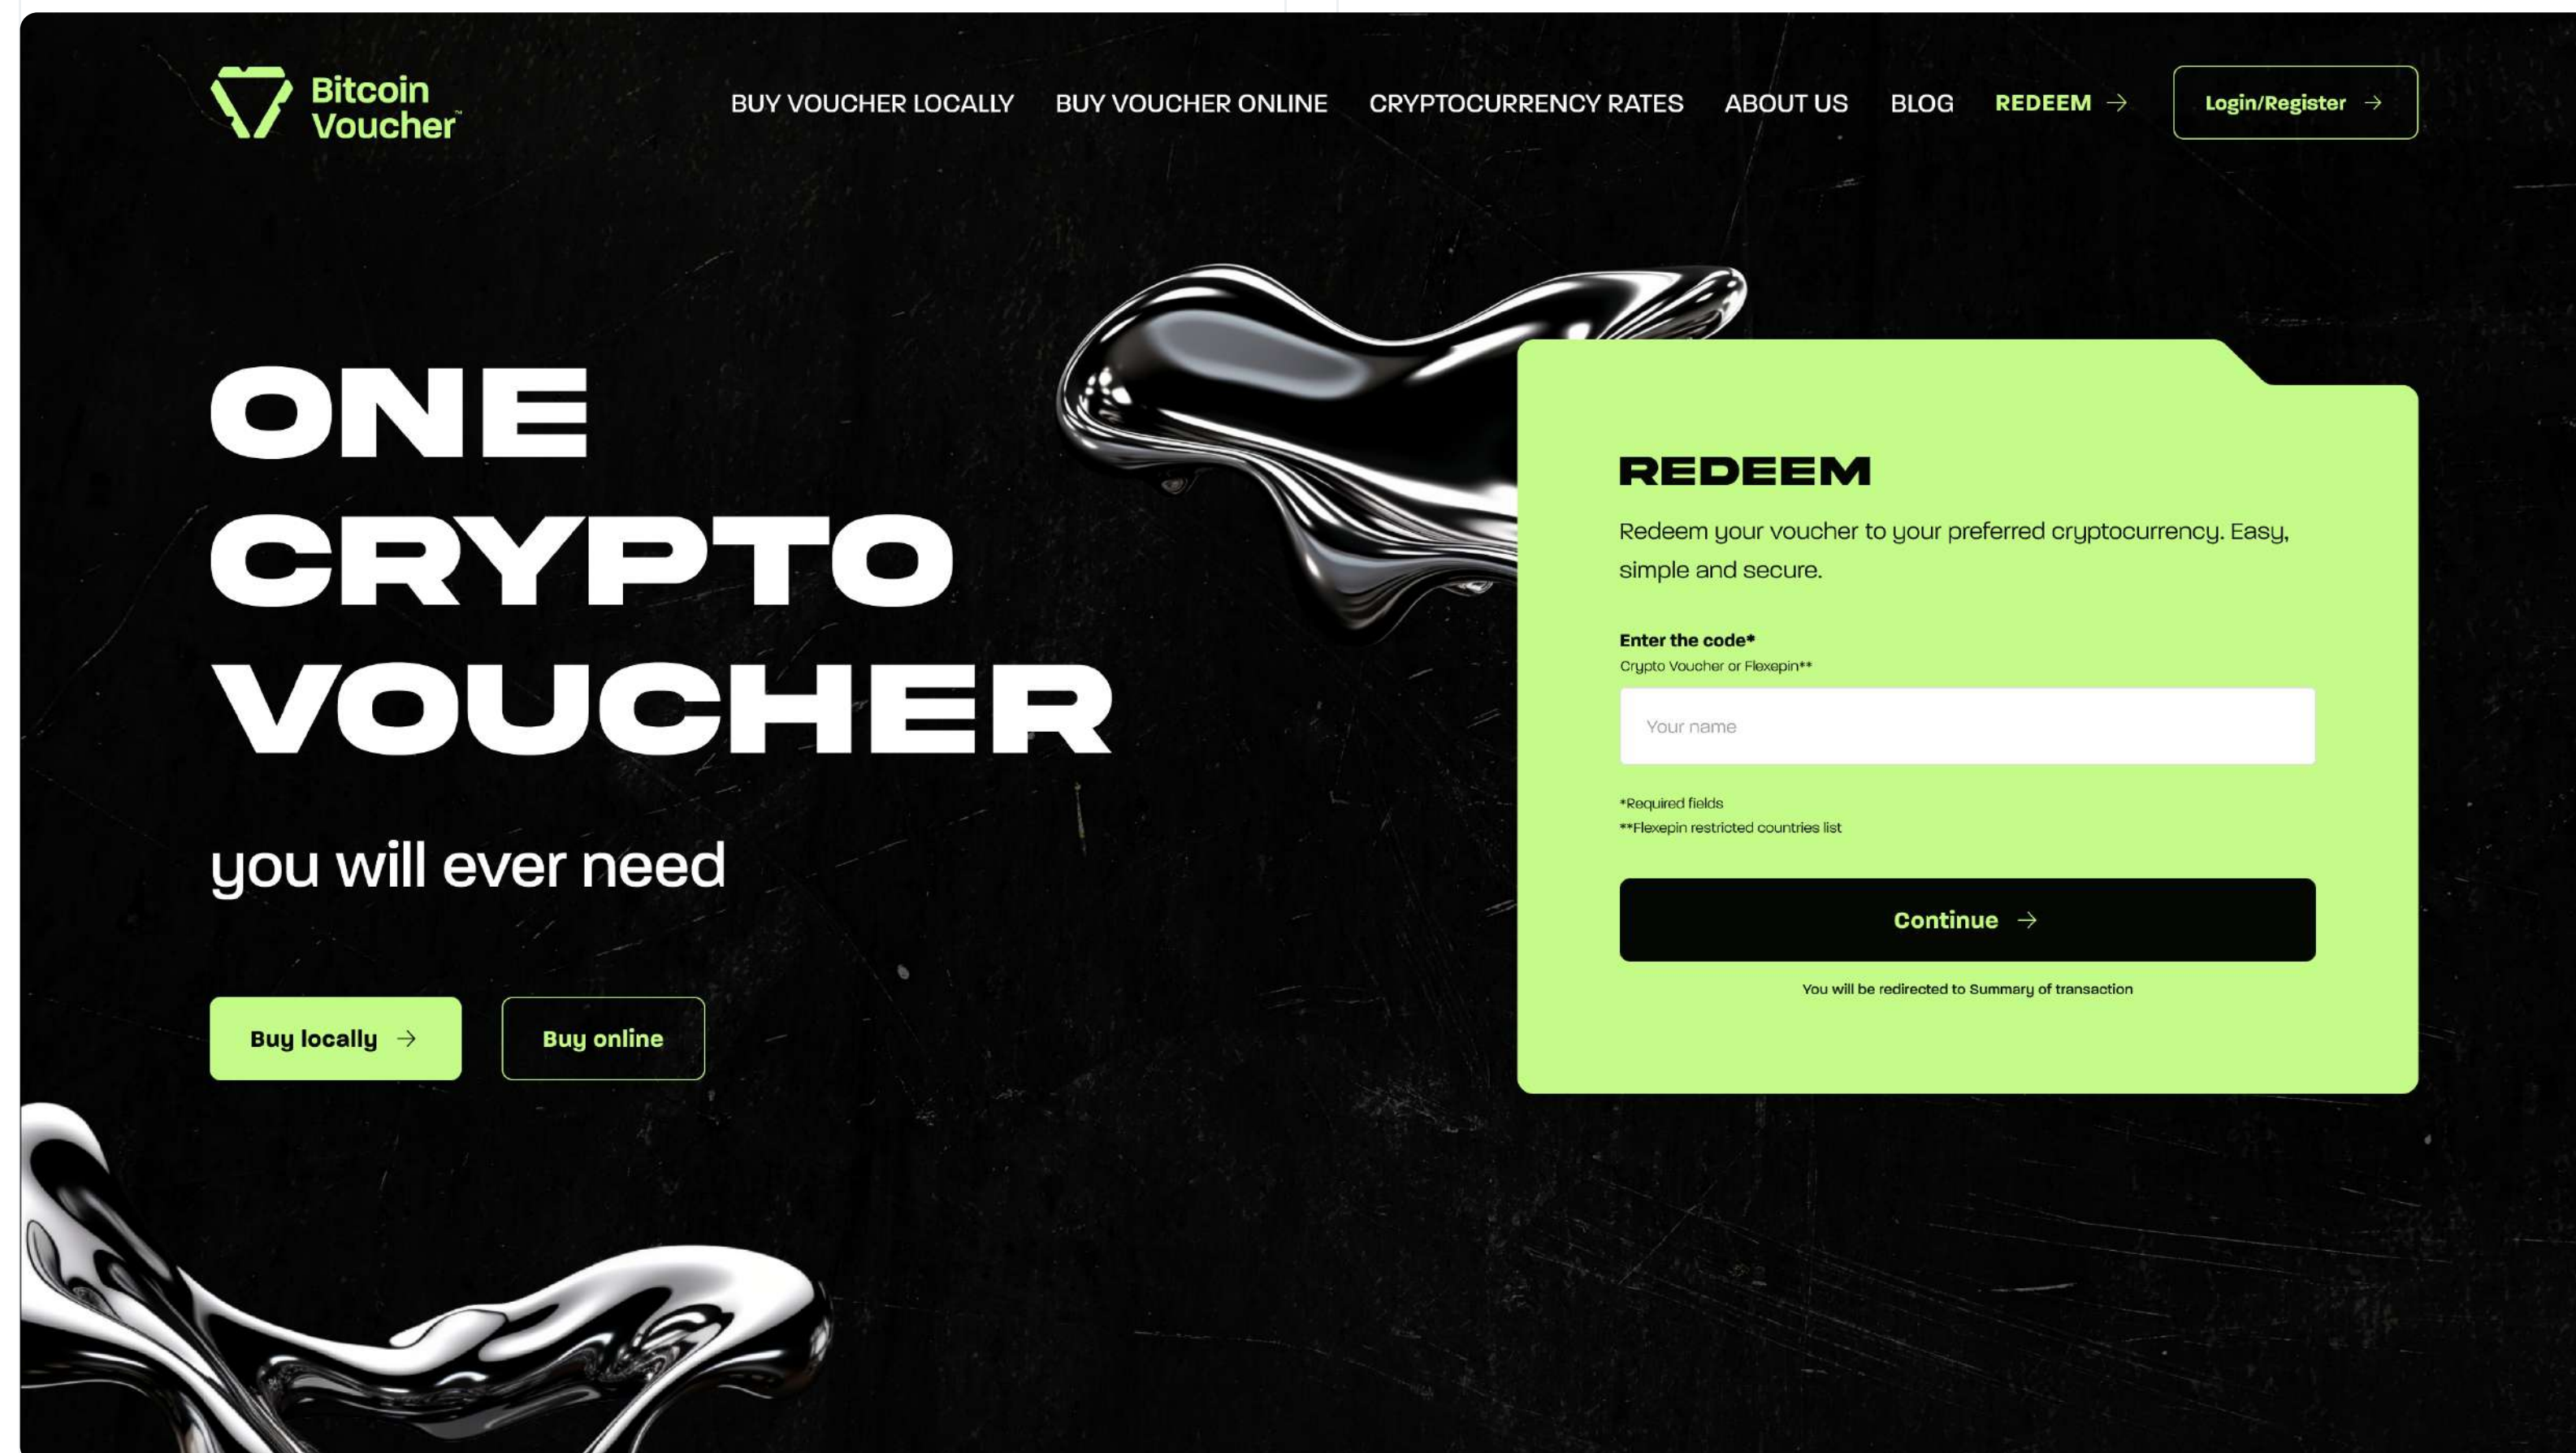 Bitcoin
Voucher™
BUY VOUCHER LOCALLY
BUY VOUCHER ONLINE
CRYPTOCURRENCY RATES
ABOUT US
BLOG
REDEEM →
Login/Register →
ONE
CRYPTO
VOUCHER
you will ever need
Buy locally →
Buy online
REDEEM
Redeem your voucher to your preferred cryptocurrency. Easy,
simple and secure.
Enter the code*
Crypto Voucher or Flexepin**
Your name
*Required fields
**Flexepin restricted countries list
Continue →
You will be redirected to Summary of transaction